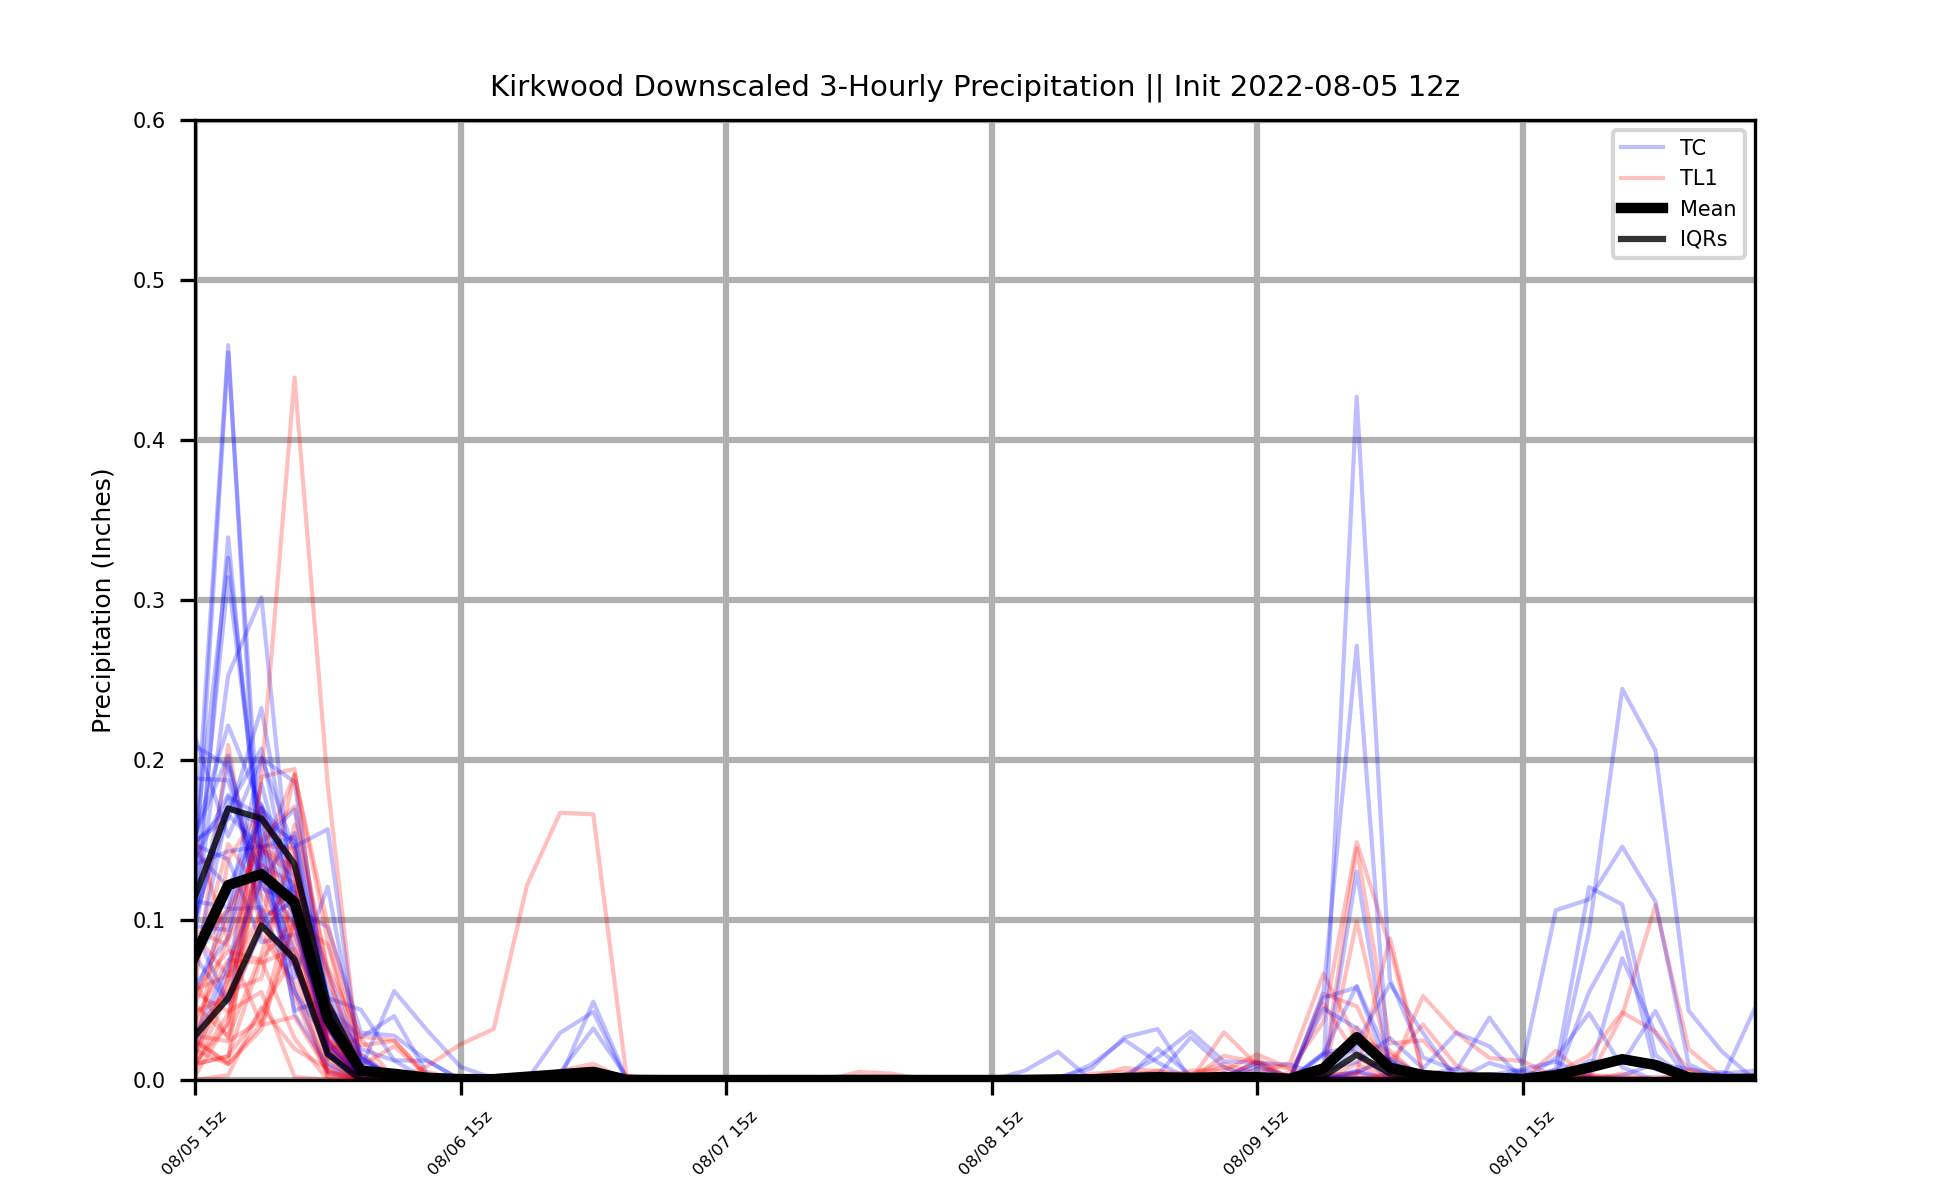 Kirkwood Downscaled 3-Hourly Precipitation || Init 2022-08-05 12z
Precipitation (Inches)
0.6
0.5
0.4
0.3
0.2
0.1
0.0
TC
TL1
Mean
IQRs
08/05 15z
08/06 15z
08/07 15z
08/08 15z
08/09 15z
08/10 15z